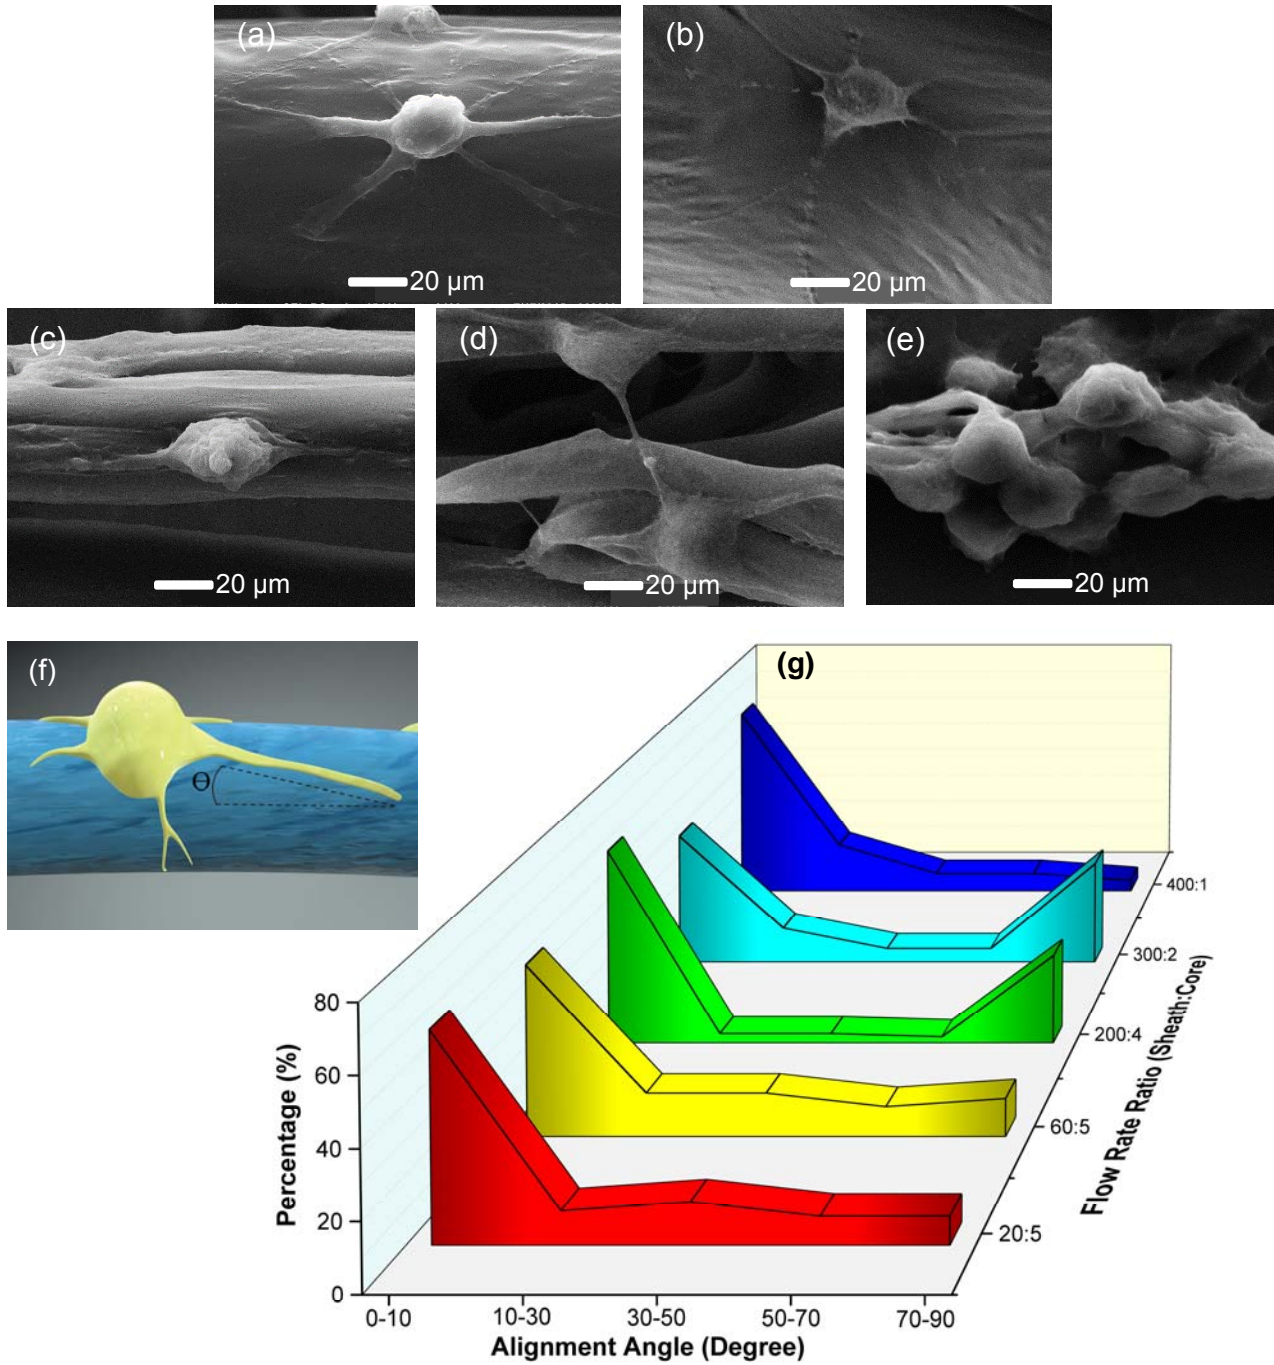 (a)
(b)
20 μm
20 μm
(c)
(d)
(e)
20 μm
20 μm
20 μm
(f)
(g)
Θ
80
60
40
20
0
Percentage (%)
0-10
10-30
30-50
50-70
70-90
Alignment Angle (Degree)
400:1
300:2
200:4
60:5
20:5
Flow Rate Ratio (Sheath:Core)